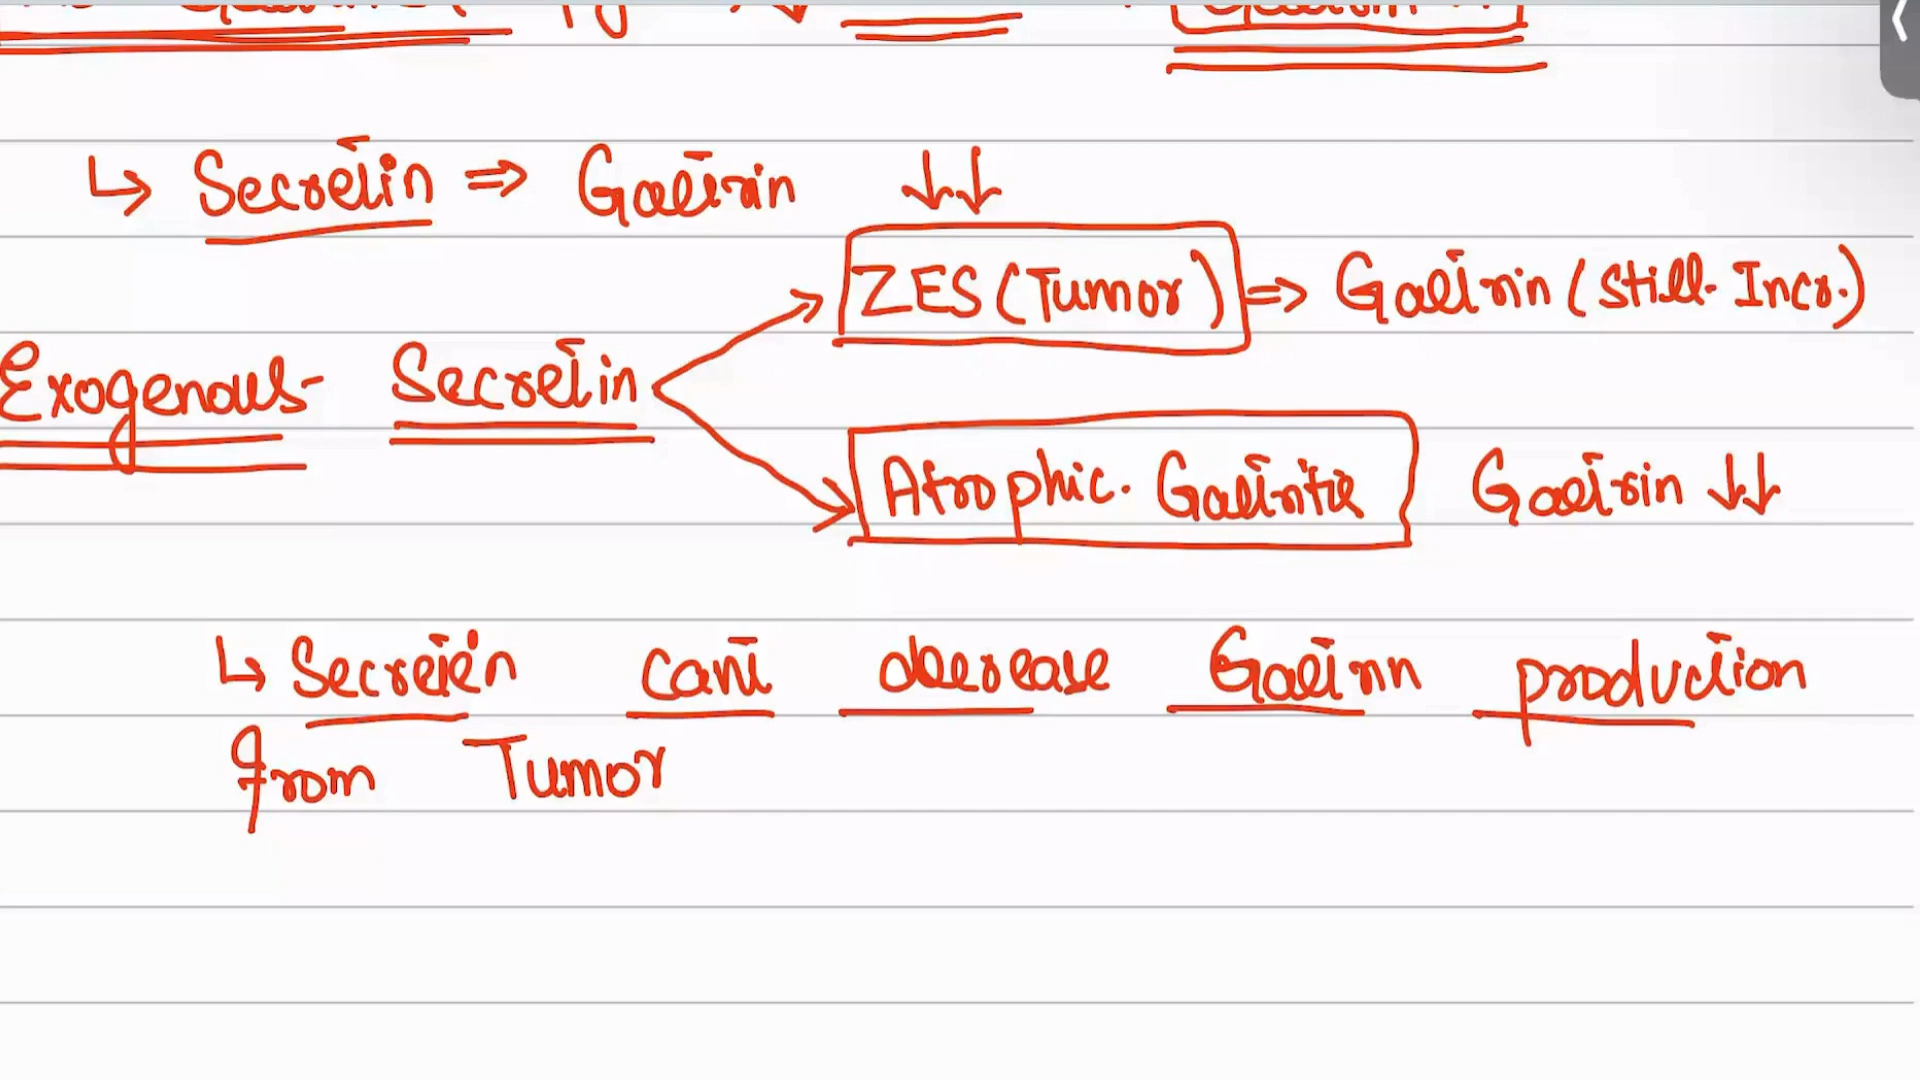 ↳ Secretin ⇒ Gastrin ↓↓
ZES (Tumor) ⇒ Gastrin (Still Incr.)
Exogenous Secretin
Atrophic Gastritis Gastrin ↓↓
↳ Secretin can't decrease Gastrin production
from Tumor